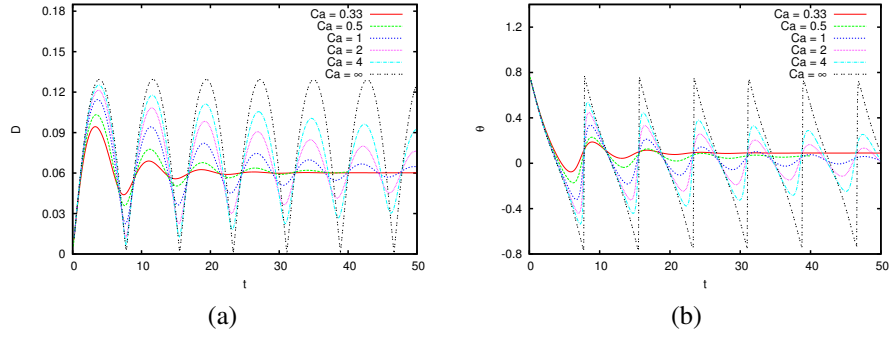 0.18
0.15
0.12
0.09
0.06
0.03
0
D
0 10 20 30 40 50
t
Ca = 0.33
Ca = 0.5
Ca = 1
Ca = 2
Ca = 4
Ca = ∞
(a)
1.4
1.2
0.8
0.4
0
-0.4
-0.8
θ
0 10 20 30 40 50
t
Ca = 0.33
Ca = 0.5
Ca = 1
Ca = 2
Ca = 4
Ca = ∞
(b)